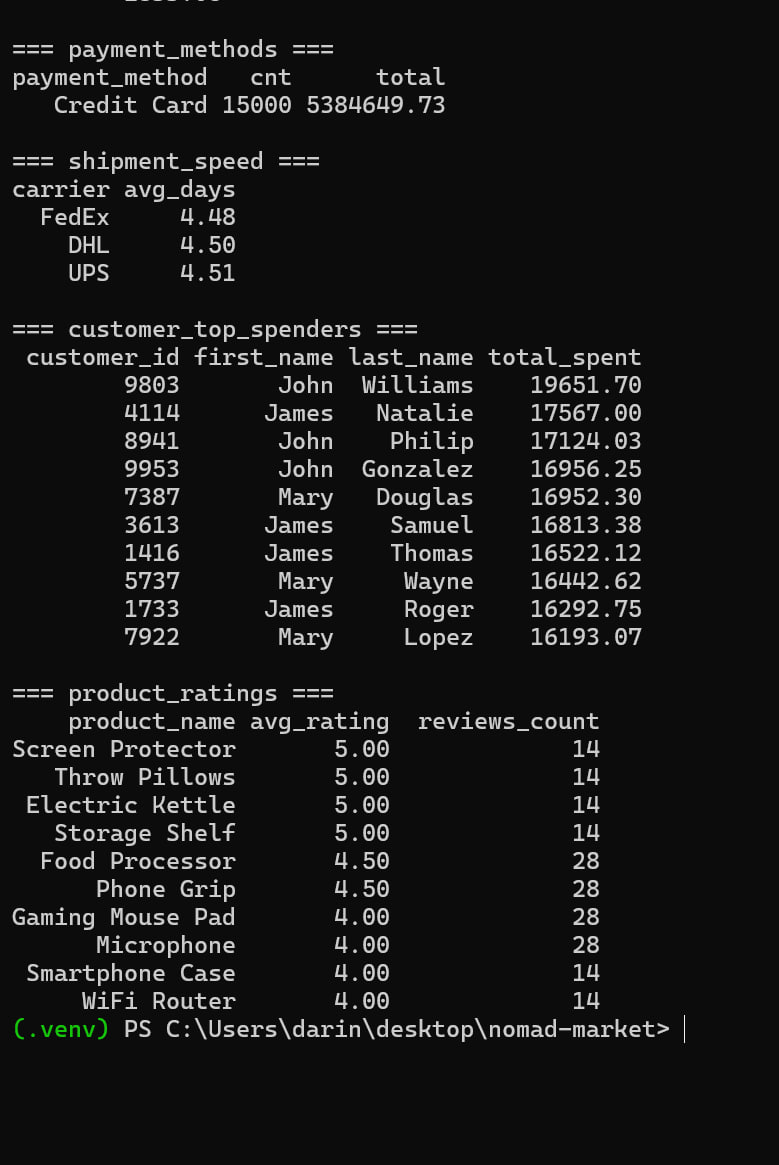 === payment_methods ===
payment_method   cnt      total
   Credit Card 15000 5384649.73
=== shipment_speed ===
carrier avg_days
  FedEx     4.48
    DHL     4.50
    UPS     4.51
=== customer_top_spenders ===
 customer_id first_name last_name total_spent
        9803       John  Williams    19651.70
        4114      James   Natalie    17567.00
        8941       John    Philip    17124.03
        9953       John  Gonzalez    16956.25
        7387       Mary   Douglas    16952.30
        3613      James    Samuel    16813.38
        1416      James    Thomas    16522.12
        5737       Mary     Wayne    16442.62
        1733      James     Roger    16292.75
        7922       Mary     Lopez    16193.07
=== product_ratings ===
    product_name avg_rating  reviews_count
Screen Protector       5.00             14
   Throw Pillows       5.00             14
 Electric Kettle       5.00             14
   Storage Shelf       5.00             14
  Food Processor       4.50             28
      Phone Grip       4.50             28
Gaming Mouse Pad       4.00             28
      Microphone       4.00             28
 Smartphone Case       4.00             14
     WiFi Router       4.00             14
(.venv) PS C:\Users\darin\desktop\nomad-market>